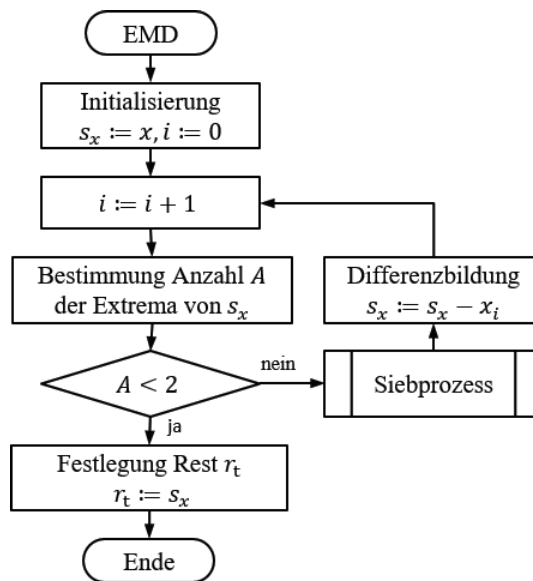 EMD
Initialisierung
s_x := x, i := 0
i := i + 1
Bestimmung Anzahl A
der Extrema von s_x
A < 2
nein
Siebprozess
Differenzbildung
s_x := s_x − x_i
ja
Festlegung Rest r_t
r_t := s_x
Ende